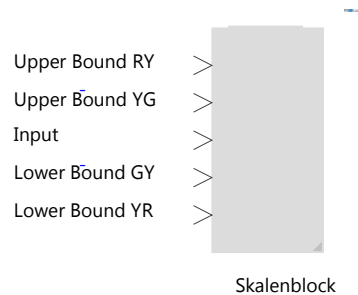 Upper Bound RY
Upper Bound YG
Input
Lower Bound GY
Lower Bound YR
Skalenblock